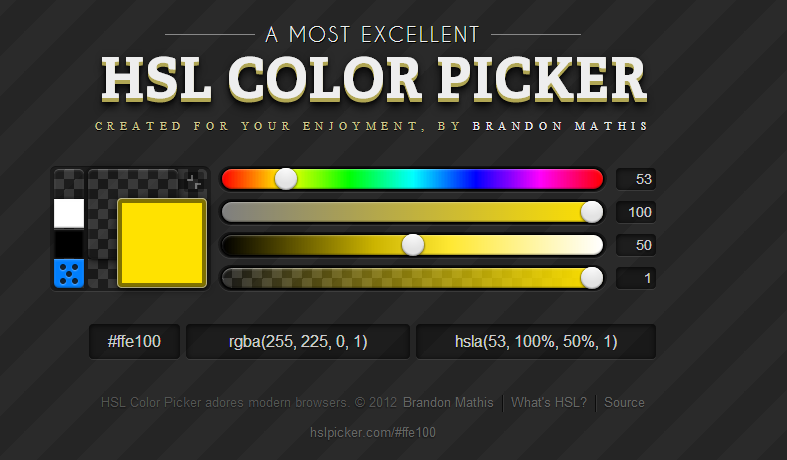 A MOST EXCELLENT
HSL COLOR PICKER
CREATED FOR YOUR ENJOYMENT, BY BRANDON MATHIS
53
100
50
1
#ffe100
rgba(255, 225, 0, 1)
hsla(53, 100%, 50%, 1)
HSL Color Picker adores modern browsers. © 2012 Brandon Mathis
What's HSL?
Source
hslpicker.com/#ffe100